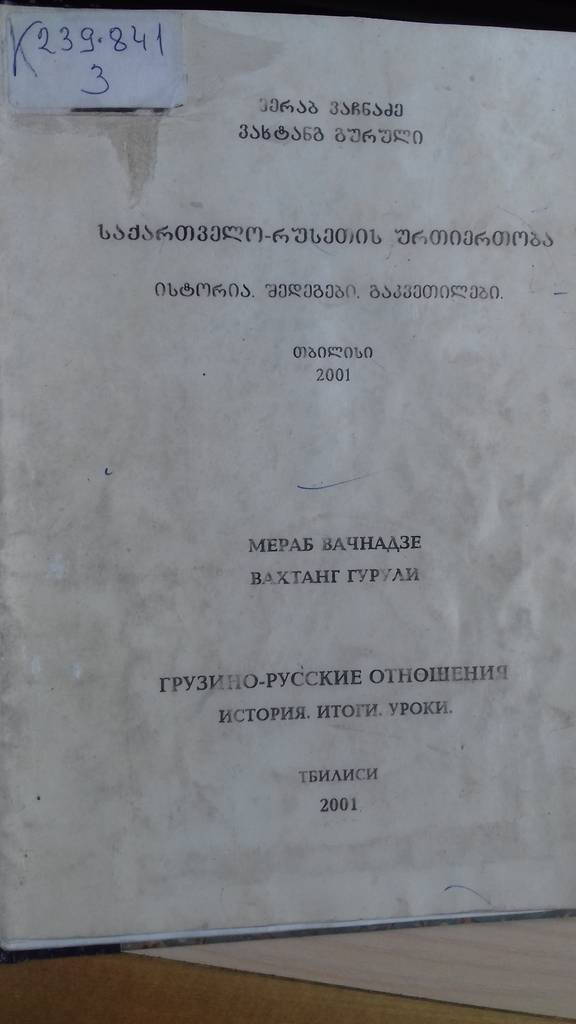 К239.841
3
მერაბ ვაჩნაძე
ვახტანგ გურული
საქართველო-რუსეთის ურთიერთობა
ისტორია. შედეგები. გაკვეთილები.
თბილისი
2001
МЕРАБ ВАЧНАДЗЕ
ВАХТАНГ ГУРУЛИ
ГРУЗИНО-РУССКИЕ ОТНОШЕНИЯ
ИСТОРИЯ. ИТОГИ. УРОКИ.
ТБИЛИСИ
2001